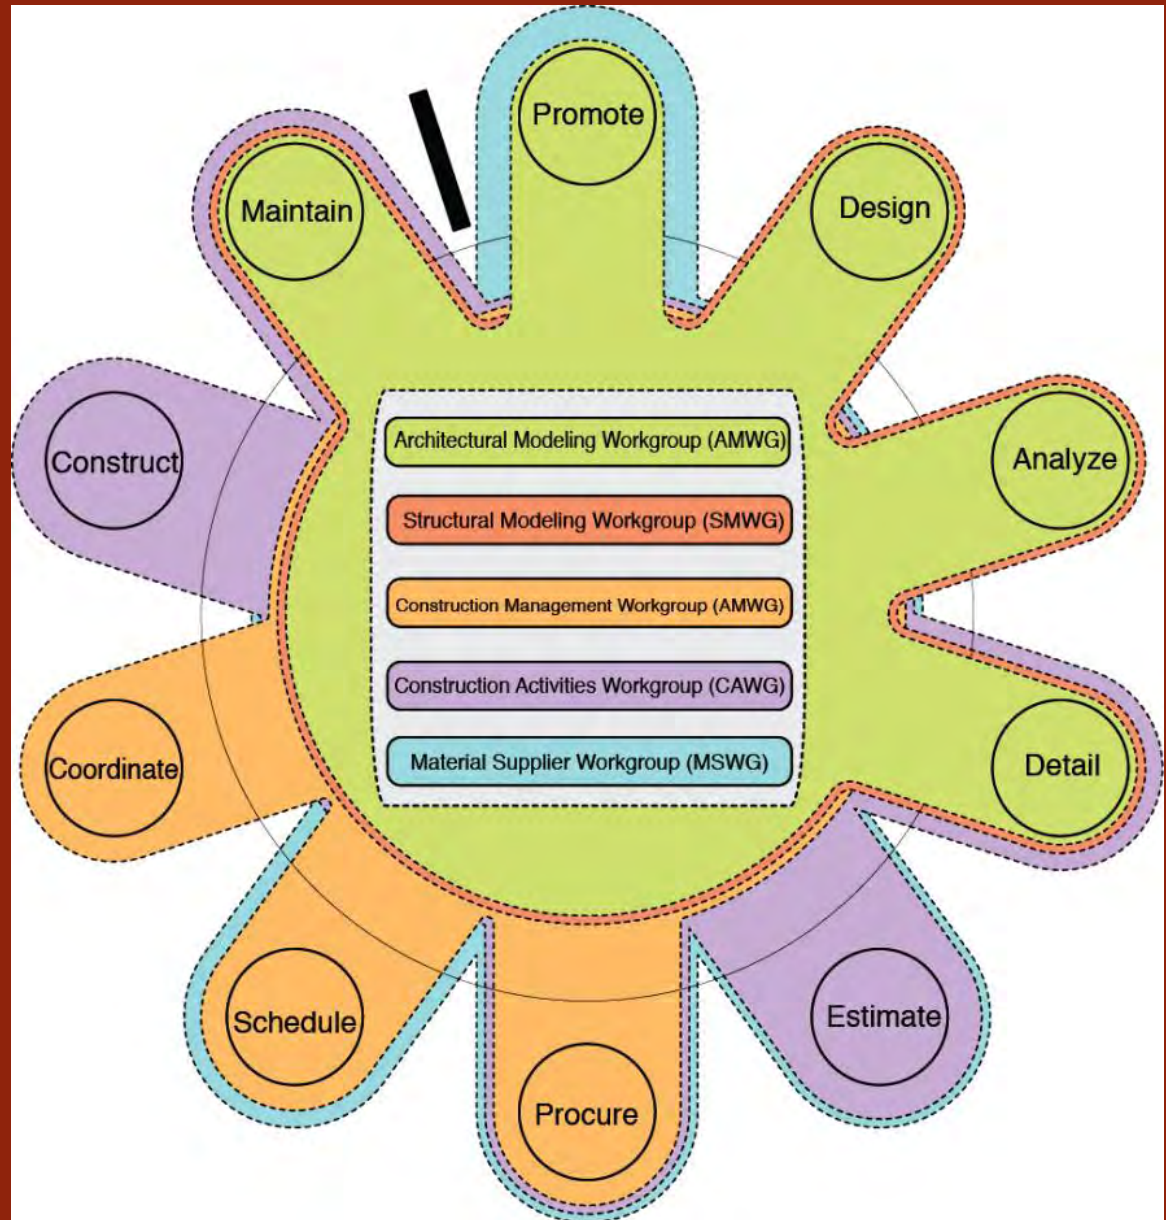 Promote
Maintain
Design
Construct
Analyze
Architectural Modeling Workgroup (AMWG)
Structural Modeling Workgroup (SMWG)
Construction Management Workgroup (AMWG)
Construction Activities Workgroup (CAWG)
Material Supplier Workgroup (MSWG)
Coordinate
Detail
Schedule
Estimate
Procure